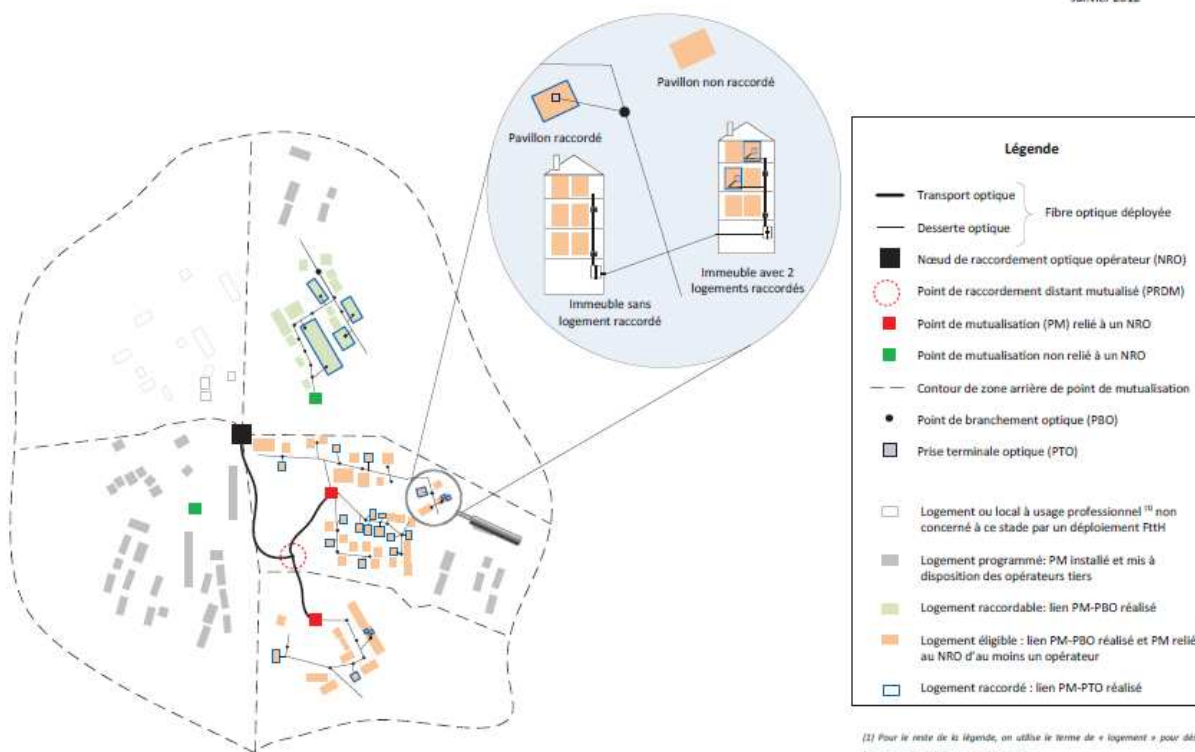 Janvier 2012
Pavillon non raccordé
Pavillon raccordé
Immeuble sans
logement raccordé
Immeuble avec 2
logements raccordés
Légende
Transport optique
Desserte optique
Fibre optique déployée
Nœud de raccordement optique opérateur (NRO)
Point de raccordement distant mutualisé (PRDM)
Point de mutualisation (PM) relié à un NRO
Point de mutualisation non relié à un NRO
Contour de zone arrière de point de mutualisation
Point de branchement optique (PBO)
Prise terminale optique (PTO)
Logement ou local à usage professionnel (1) non
concerné à ce stade par un déploiement FttH
Logement programmé: PM installé et mis à
disposition des opérateurs tiers
Logement raccordable: lien PM-PBO réalisé
Logement éligible : lien PM-PBO réalisé et PM relié
au NRO d'au moins un opérateur
Logement raccordé : lien PM-PTO réalisé
(1) Pour le reste de la légende, on utilise le terme de « logement » pour dés